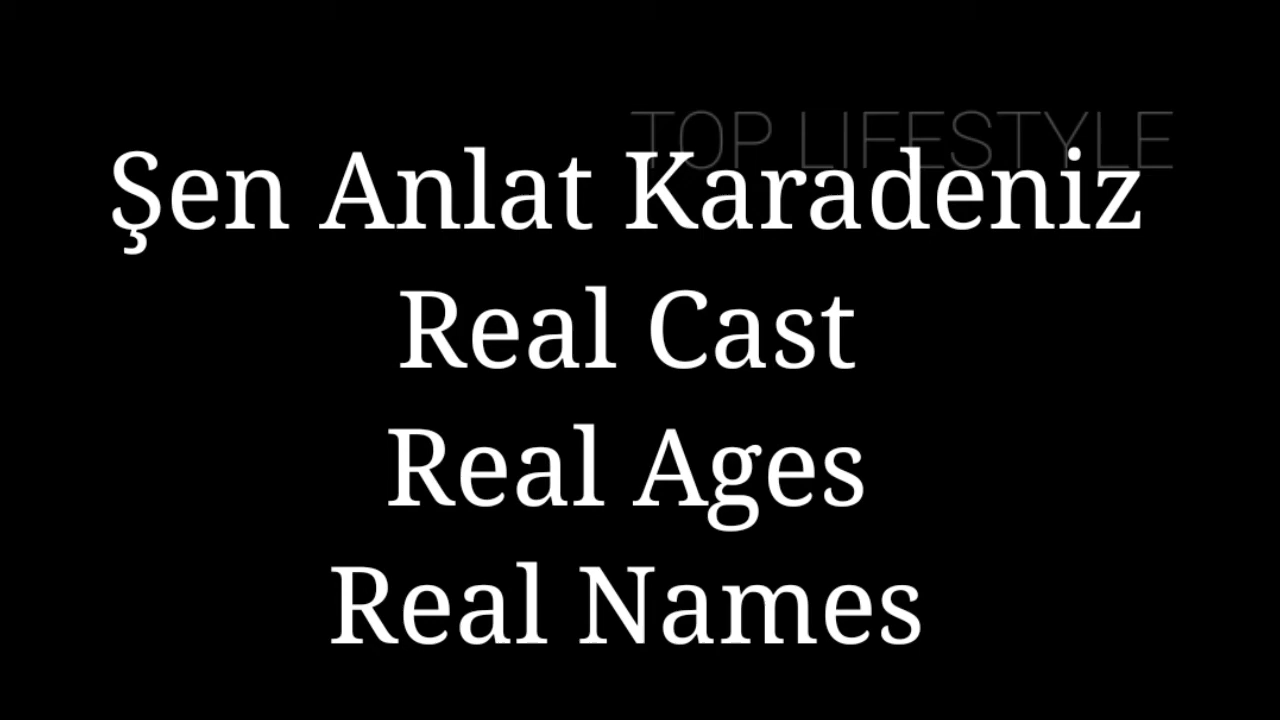 TOP LIFESTYLE
Şen Anlat Karadeniz
Real Cast
Real Ages
Real Names